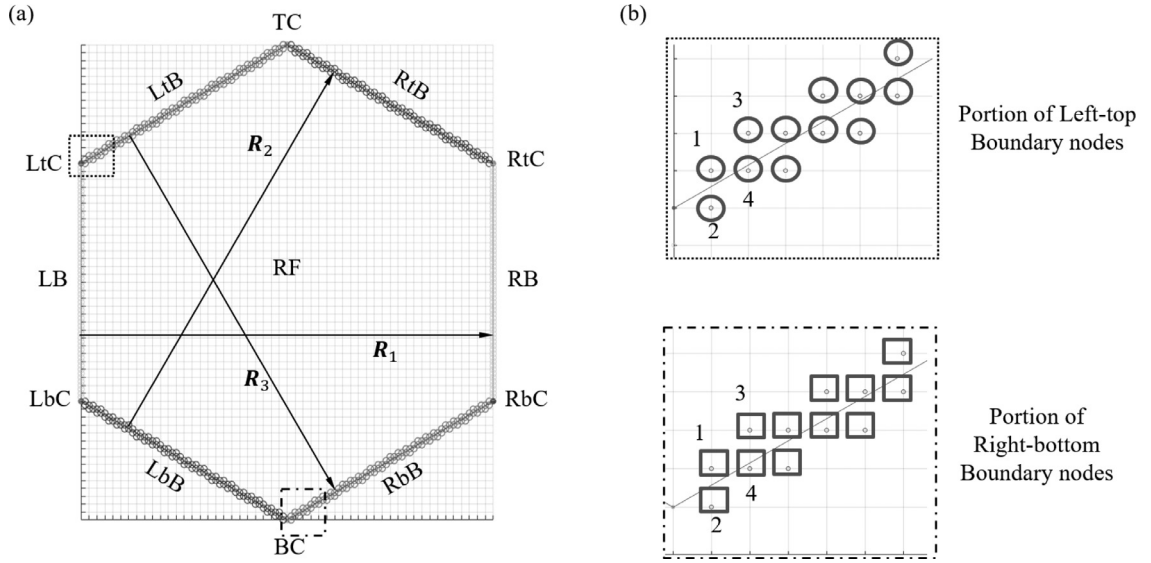 (a)
TC
LtB
RtB
R₂
LtC
RtC
LB
RF
RB
R₁
R₃
LbC
RbC
LbB
RbB
BC
(b)
3
1
4
2
Portion of Left-top
Boundary nodes
3
1
4
2
Portion of
Right-bottom
Boundary nodes